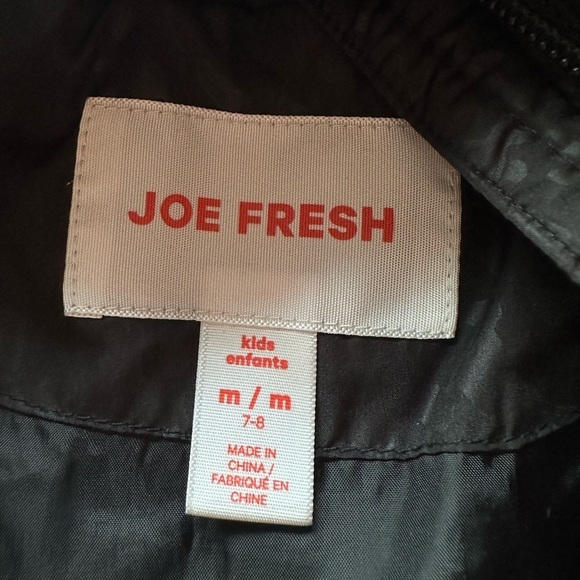 JOE FRESH
kids
enfants
m / m
7-8
MADE IN
CHINA/
FABRIQUÉ EN
CHINE